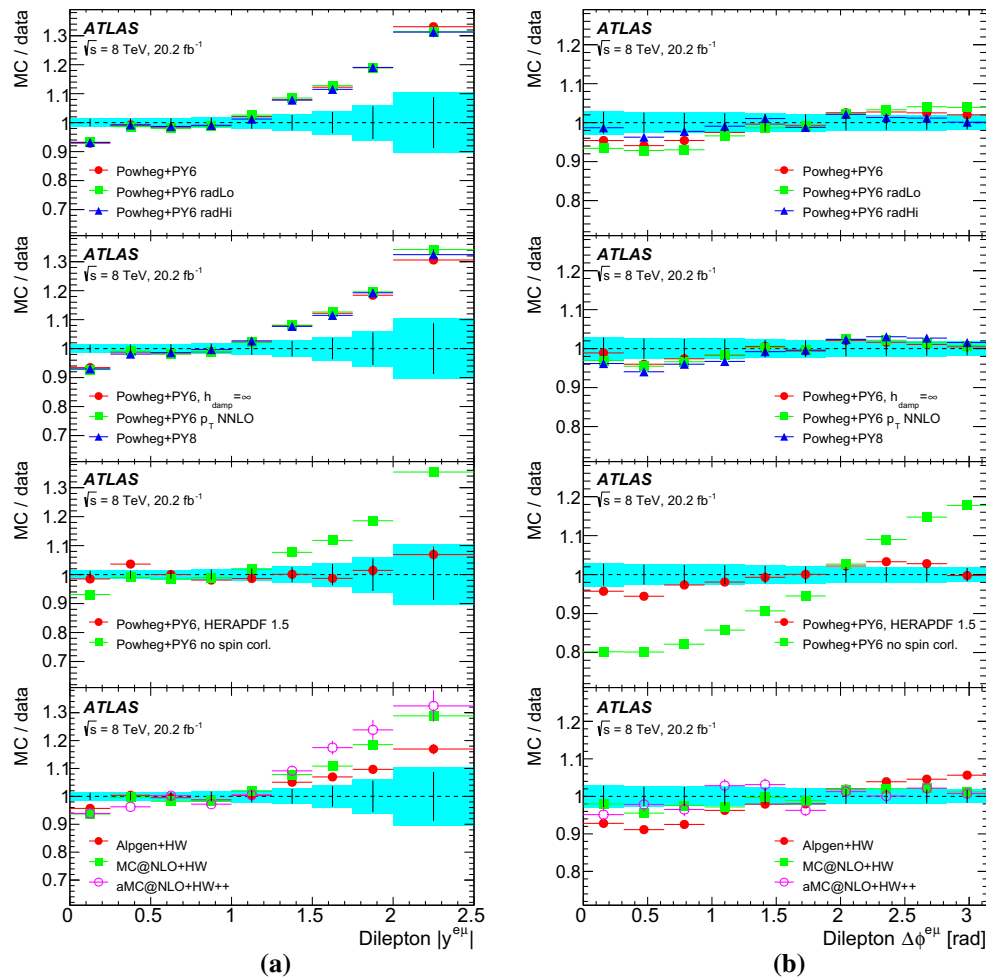 MC / data
ATLAS
√s = 8 TeV, 20.2 fb⁻¹
1.3
1.2
1.1
1
0.9
0.8
0.7
Powheg+PY6
Powheg+PY6 radLo
Powheg+PY6 radHi
MC / data
ATLAS
√s = 8 TeV, 20.2 fb⁻¹
1.3
1.2
1.1
1
0.9
0.8
0.7
Powheg+PY6, h_damp=∞
Powheg+PY6 p_T NNLO
Powheg+PY8
MC / data
ATLAS
√s = 8 TeV, 20.2 fb⁻¹
1.3
1.2
1.1
1
0.9
0.8
0.7
Powheg+PY6, HERAPDF 1.5
Powheg+PY6 no spin corl.
MC / data
ATLAS
√s = 8 TeV, 20.2 fb⁻¹
1.3
1.2
1.1
1
0.9
0.8
0.7
Alpgen+HW
MC@NLO+HW
aMC@NLO+HW++
0 0.5 1 1.5 2 2.5
Dilepton |y^eμ|
(a)
MC / data
ATLAS
√s = 8 TeV, 20.2 fb⁻¹
1.2
1.1
1
0.9
0.8
Powheg+PY6
Powheg+PY6 radLo
Powheg+PY6 radHi
MC / data
ATLAS
√s = 8 TeV, 20.2 fb⁻¹
1.2
1.1
1
0.9
0.8
Powheg+PY6, h_damp=∞
Powheg+PY6 p_T NNLO
Powheg+PY8
MC / data
ATLAS
√s = 8 TeV, 20.2 fb⁻¹
1.2
1.1
1
0.9
0.8
Powheg+PY6, HERAPDF 1.5
Powheg+PY6 no spin corl.
MC / data
ATLAS
√s = 8 TeV, 20.2 fb⁻¹
1.2
1.1
1
0.9
0.8
Alpgen+HW
MC@NLO+HW
aMC@NLO+HW++
0 0.5 1 1.5 2 2.5 3
Dilepton Δϕ^eμ [rad]
(b)